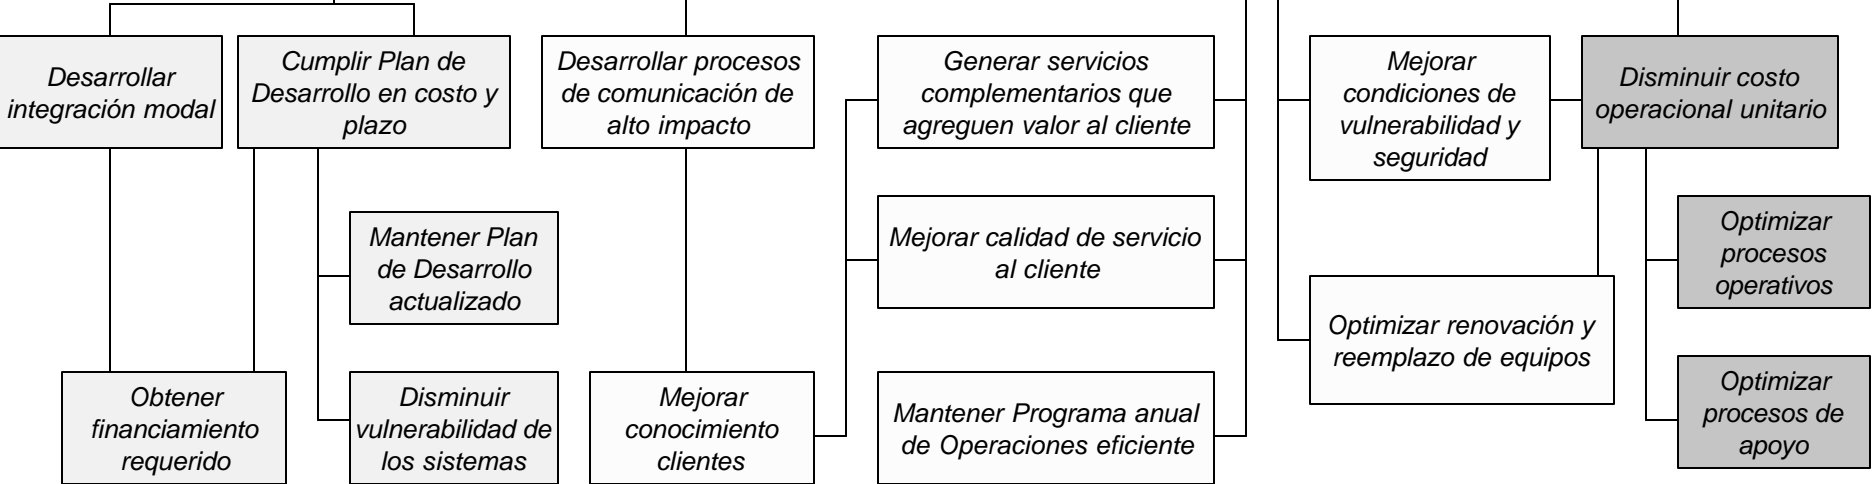 Desarrollar
integración modal
Cumplir Plan de
Desarrollo en costo y
plazo
Desarrollar procesos
de comunicación de
alto impacto
Generar servicios
complementarios que
agreguen valor al cliente
Mejorar
condiciones de
vulnerabilidad y
seguridad
Disminuir costo
operacional unitario
Mantener Plan
de Desarrollo
actualizado
Mejorar calidad de servicio
al cliente
Optimizar
procesos
operativos
Optimizar renovación y
reemplazo de equipos
Obtener
financiamiento
requerido
Disminuir
vulnerabilidad de
los sistemas
Mejorar
conocimiento
clientes
Mantener Programa anual
de Operaciones eficiente
Optimizar
procesos de
apoyo